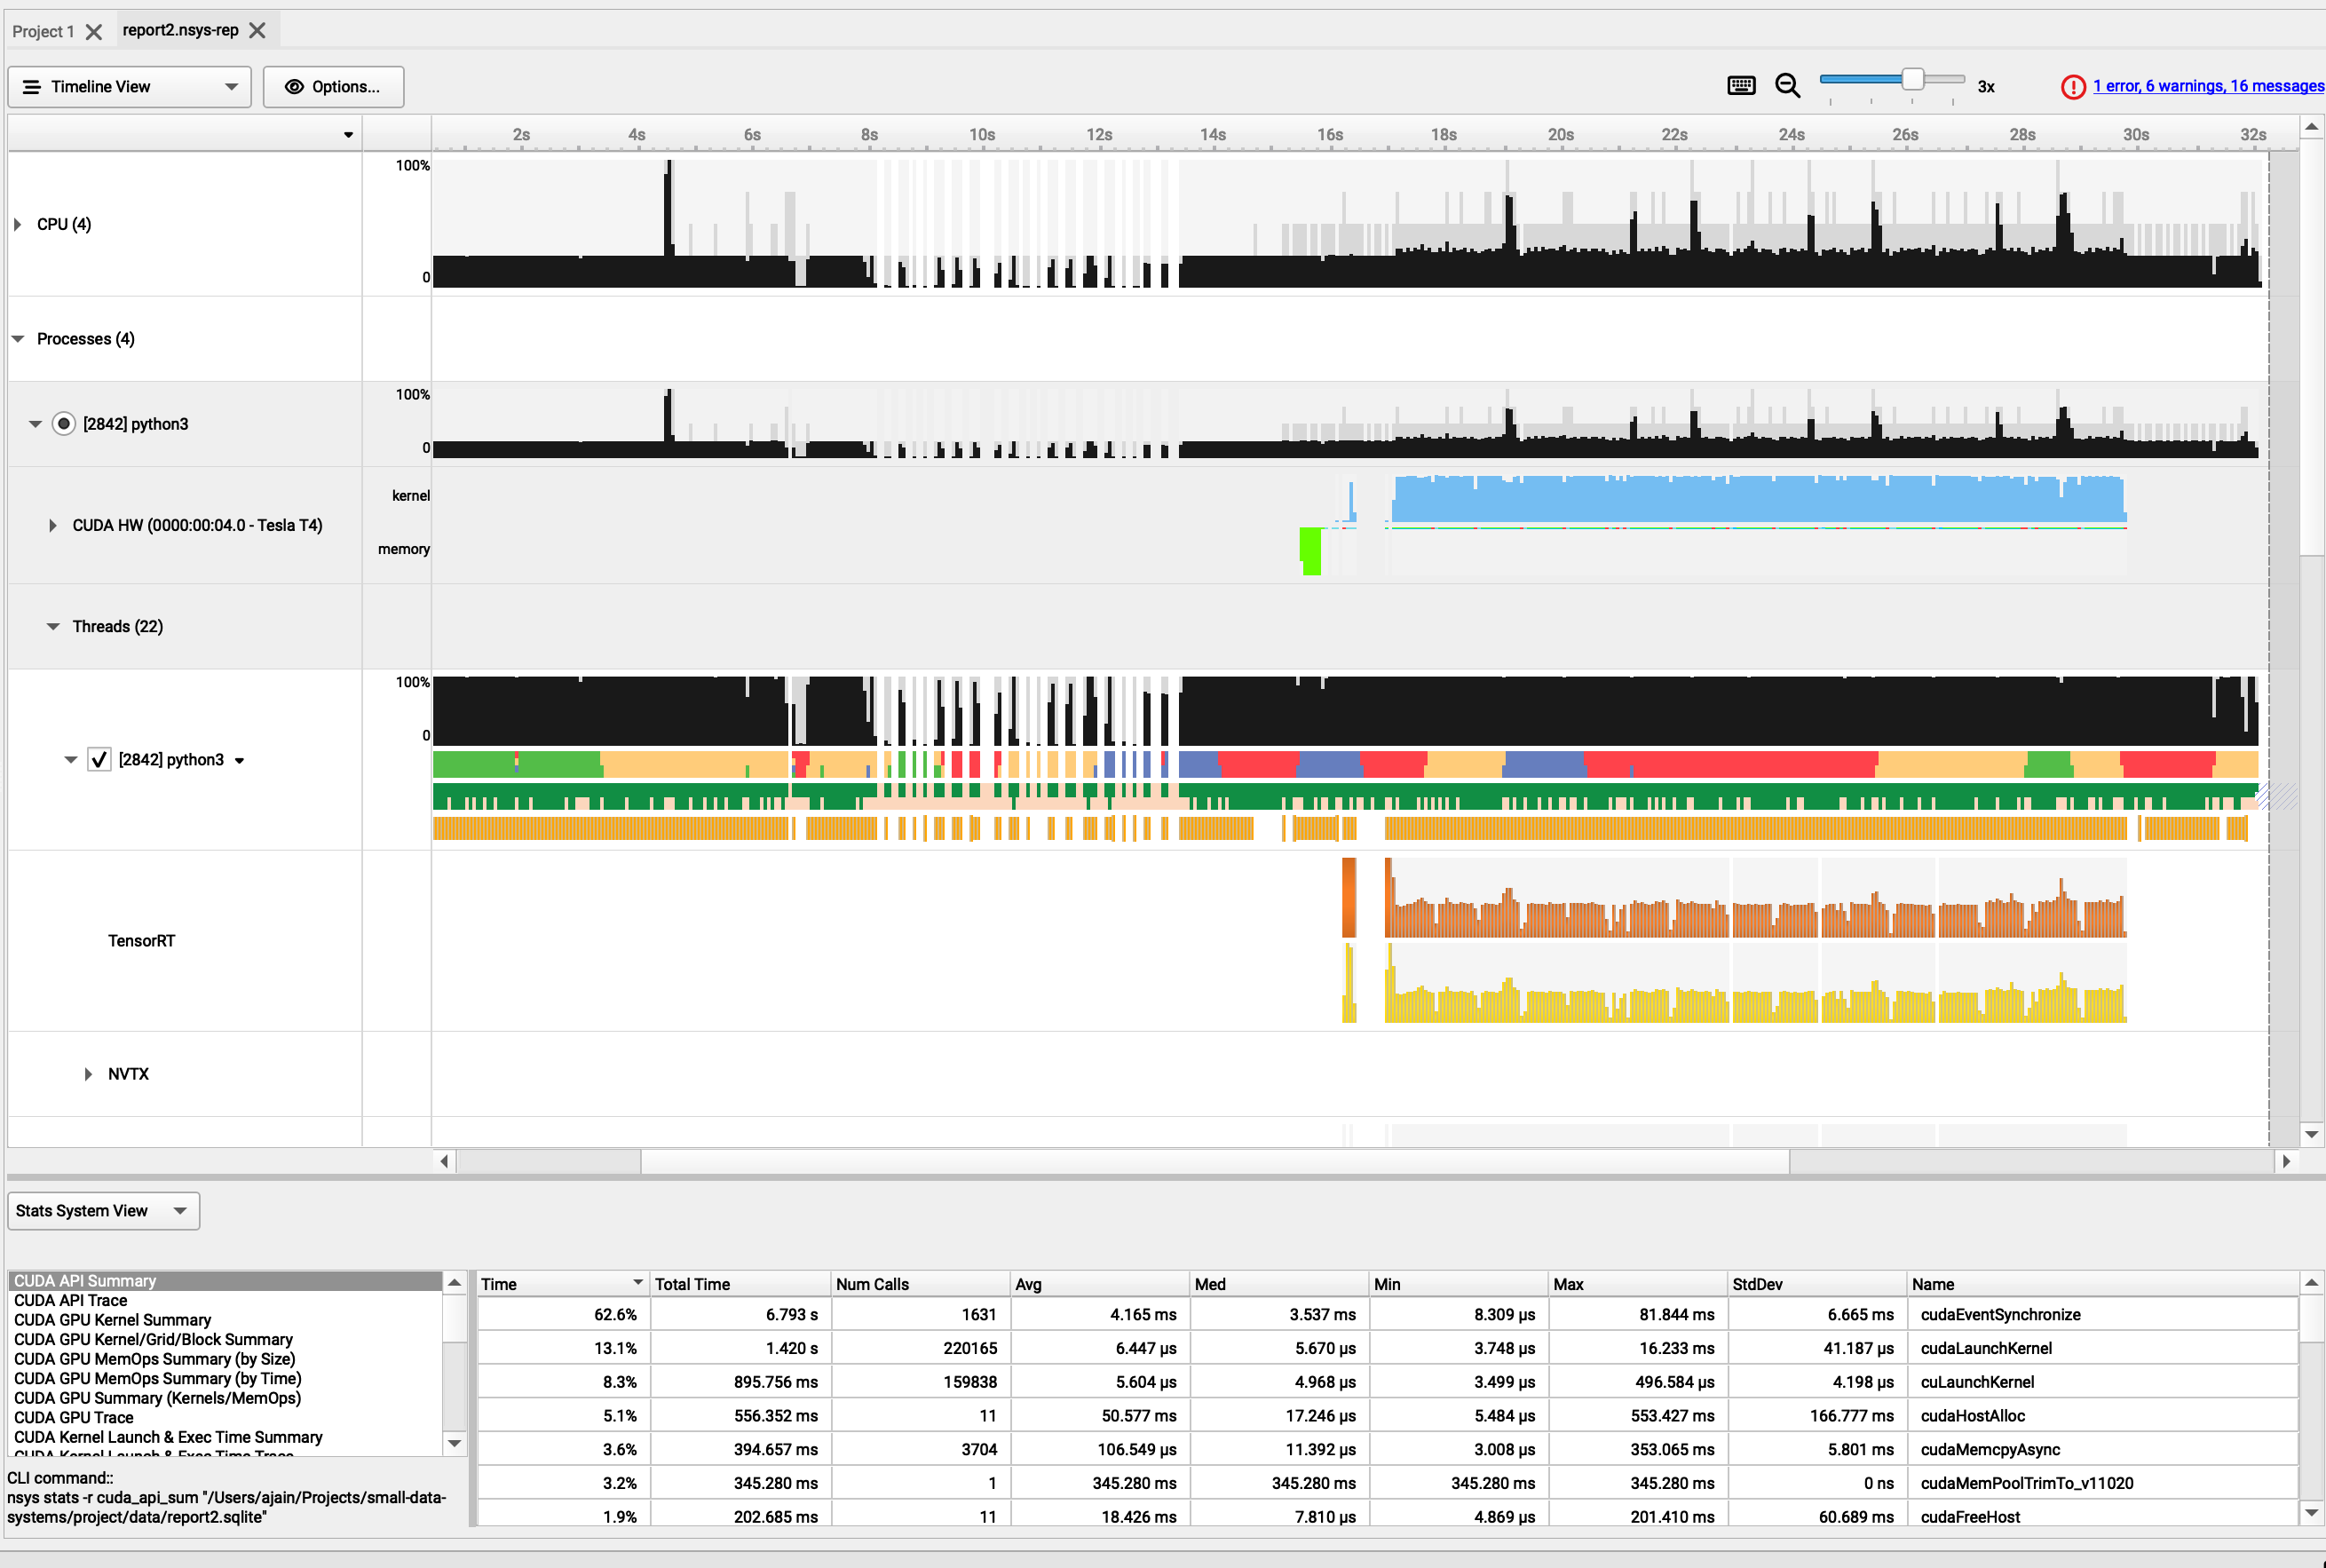 Project 1
report2.nsys-rep
Timeline View
Options...
3x
1 error, 6 warnings, 16 messages
2s 4s 6s 8s 10s 12s 14s 16s 18s 20s 22s 24s 26s 28s 30s 32s
100%
CPU (4)
0
Processes (4)
100%
[2842] python3
0
kernel
CUDA HW (0000:00:04.0 - Tesla T4)
memory
Threads (22)
100%
0
[2842] python3
TensorRT
NVTX
Stats System View
CUDA API Summary
CUDA API Trace
CUDA GPU Kernel Summary
CUDA GPU Kernel/Grid/Block Summary
CUDA GPU MemOps Summary (by Size)
CUDA GPU MemOps Summary (by Time)
CUDA GPU Summary (Kernels/MemOps)
CUDA GPU Trace
CUDA Kernel Launch & Exec Time Summary
CUDA Kernel Launch & Exec Time Trace
CLI command::
nsys stats -r cuda_api_sum "/Users/ajain/Projects/small-data-
systems/project/data/report2.sqlite"
Time Total Time Num Calls Avg Med Min Max StdDev Name
62.6% 6.793 s 1631 4.165 ms 3.537 ms 8.309 μs 81.844 ms 6.665 ms cudaEventSynchronize
13.1% 1.420 s 220165 6.447 μs 5.670 μs 3.748 μs 16.233 ms 41.187 μs cudaLaunchKernel
8.3% 895.756 ms 159838 5.604 μs 4.968 μs 3.499 μs 496.584 μs 4.198 μs cuLaunchKernel
5.1% 556.352 ms 11 50.577 ms 17.246 μs 5.484 μs 553.427 ms 166.777 ms cudaHostAlloc
3.6% 394.657 ms 3704 106.549 μs 11.392 μs 3.008 μs 353.065 ms 5.801 ms cudaMemcpyAsync
3.2% 345.280 ms 1 345.280 ms 345.280 ms 345.280 ms 345.280 ms 0 ns cudaMemPoolTrimTo_v11020
1.9% 202.685 ms 11 18.426 ms 7.810 μs 4.869 μs 201.410 ms 60.689 ms cudaFreeHost